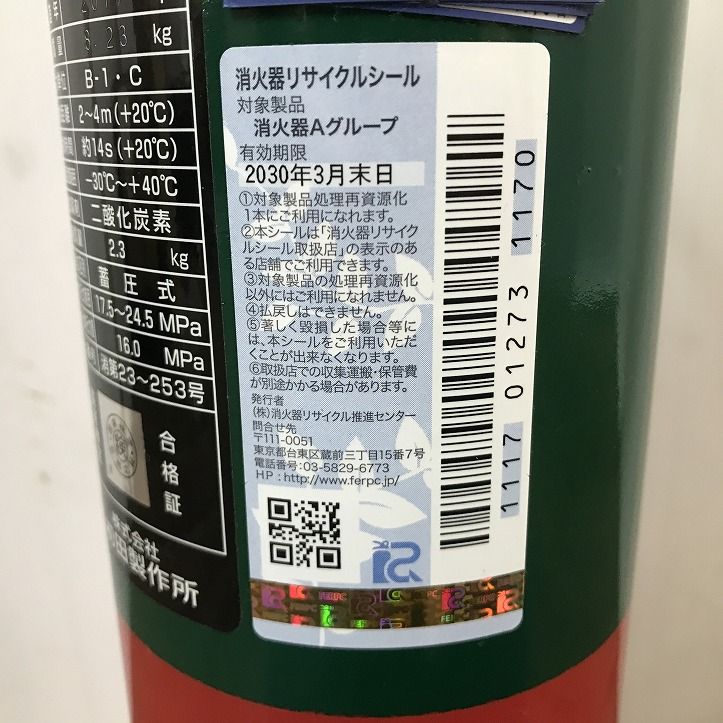 8.23 kg
B-1・C
2~4m(+20℃)
約14s(+20℃)
-30℃~+40℃
二酸化炭素
2.3 kg
蓄圧式
17.5~24.5 MPa
16.0 MPa
消第23~253号
合格証
株式会社
田製作所
消火器リサイクルシール
対象製品
消火器Aグループ
有効期限
2030年3月末日
①対象製品処理再資源化
1本にご利用になれます。
②本シールは「消火器リサイク
ルシール取扱店」の表示のあ
る店舗でご利用できます。
③対象製品の処理再資源化
以外にはご利用になれません。
④払戻しはできません。
⑤著しく毀損した場合等に
は、本シールをご利用いただ
くことが出来なくなります。
⑥取扱店での収集運搬・保管費
が別途かかる場合があります。
発行者
(株)消火器リサイクル推進センター
問合せ先
〒111-0051
東京都台東区蔵前三丁目15番7号
電話番号:03-5829-6773
HP:http://www.ferpc.jp/
1117 01273 1170
FERPC